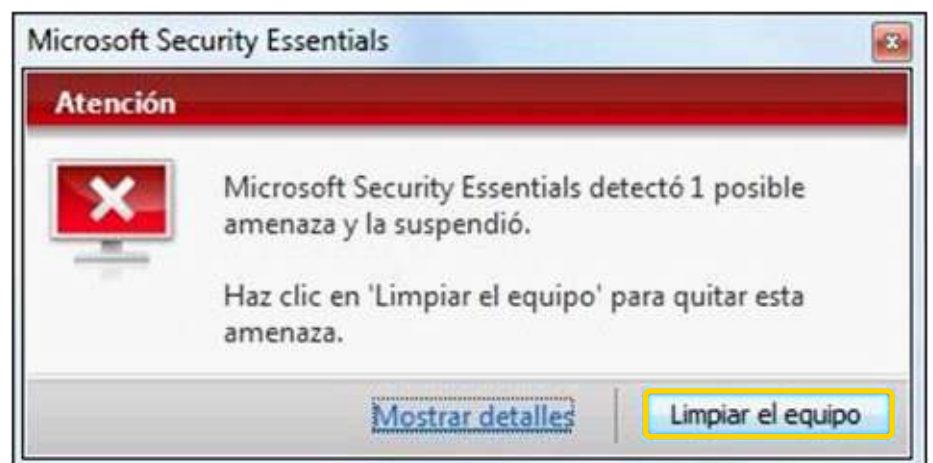 Microsoft Security Essentials
Atención
Microsoft Security Essentials detectó 1 posible
amenaza y la suspendió.
Haz clic en 'Limpiar el equipo' para quitar esta
amenaza.
Mostrar detalles
Limpiar el equipo